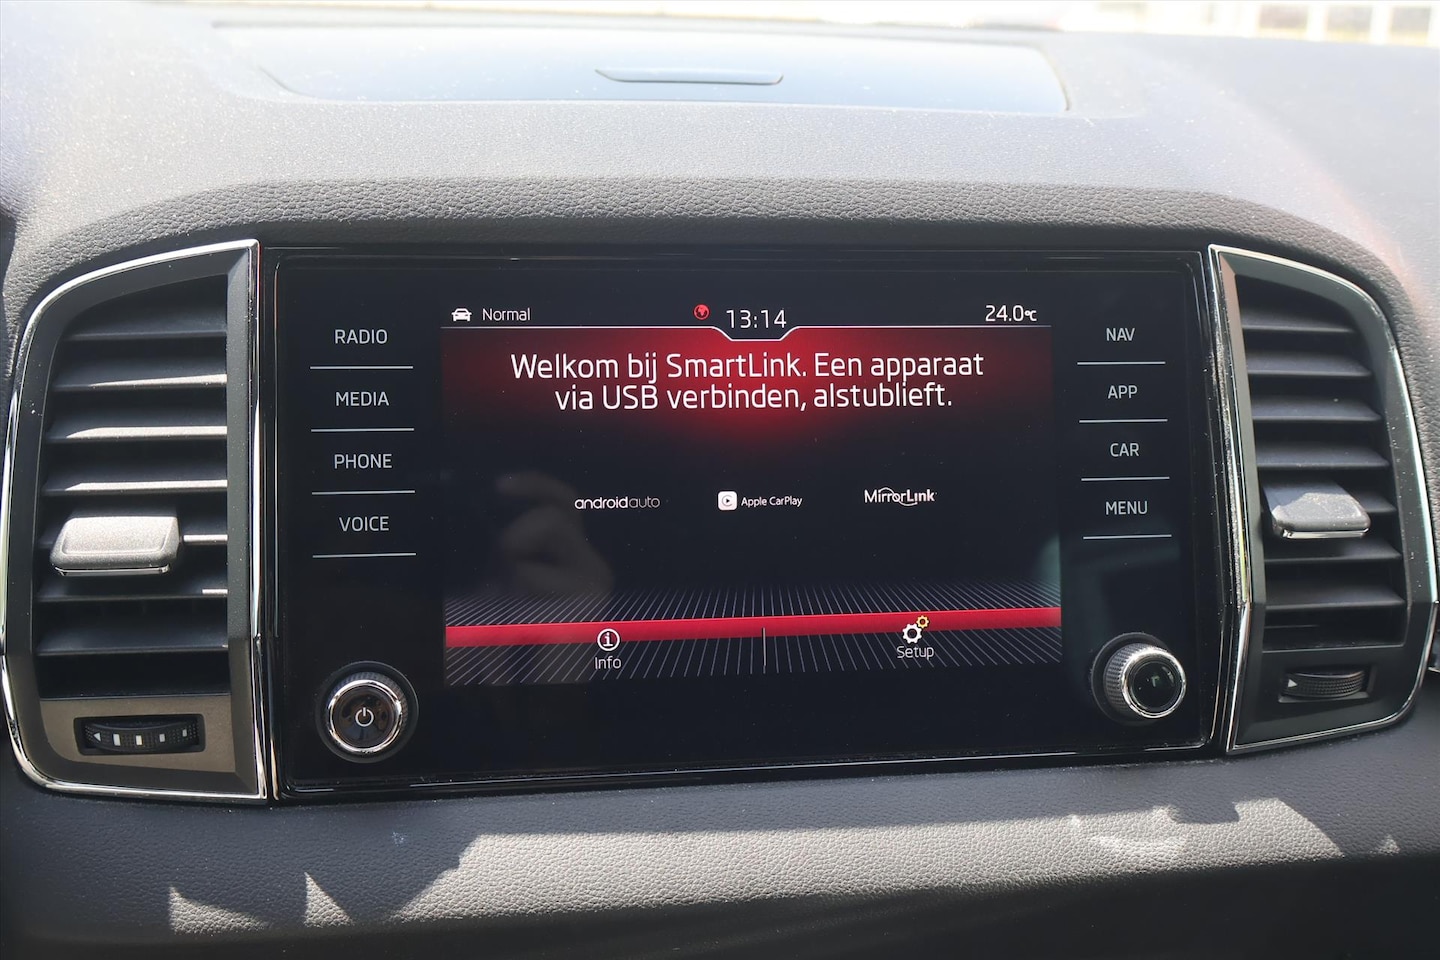 Normal
13:14
24.0°C
Welkom bij SmartLink. Een apparaat
via USB verbinden, alstublieft.
androidauto
Apple CarPlay
MirrorLink
Info
Setup
RADIO
MEDIA
PHONE
VOICE
NAV
APP
CAR
MENU